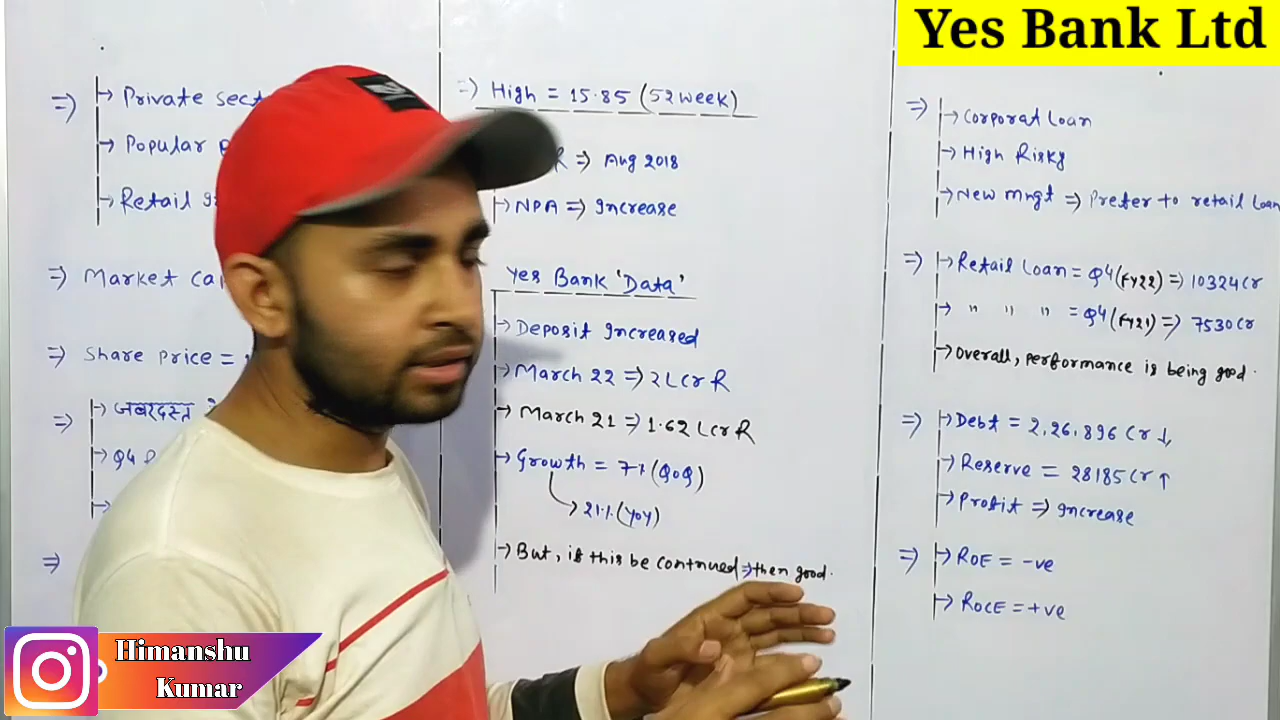 Yes Bank Ltd
⇒ → Private
→ Popular
→ Retail
⇒ Market
⇒ Share Price =
⇒ → जबरदस्त
→ Q4
⇒
⇒ High = 15.85 (52 week)
⇒ Aug 2018
→ NPA ⇒ Increase
Yes Bank 'Data'
→ Deposit Increased
→ March 22 ⇒ 2 L Cr R
→ March 21 ⇒ 1.62 L Cr R
→ Growth = 7% (QoQ)
→ 21% (YoY)
→ But, if this be continued ⇒ then good.
⇒ → Corporat Loan
→ High Risky
→ New Mngt ⇒ Prefer to retail Loan
⇒ → Retail Loan = Q4 (FY22) ⇒ 10324 Cr
→ " " " = Q4 (FY21) ⇒ 7530 Cr
→ Overall, performance is being good.
⇒ → Debt = 2,26,896 Cr ↓
→ Reserve = 28185 Cr ↑
→ Profit ⇒ Increase
⇒ → ROE = -ve
→ ROCE = +ve
Himanshu
Kumar